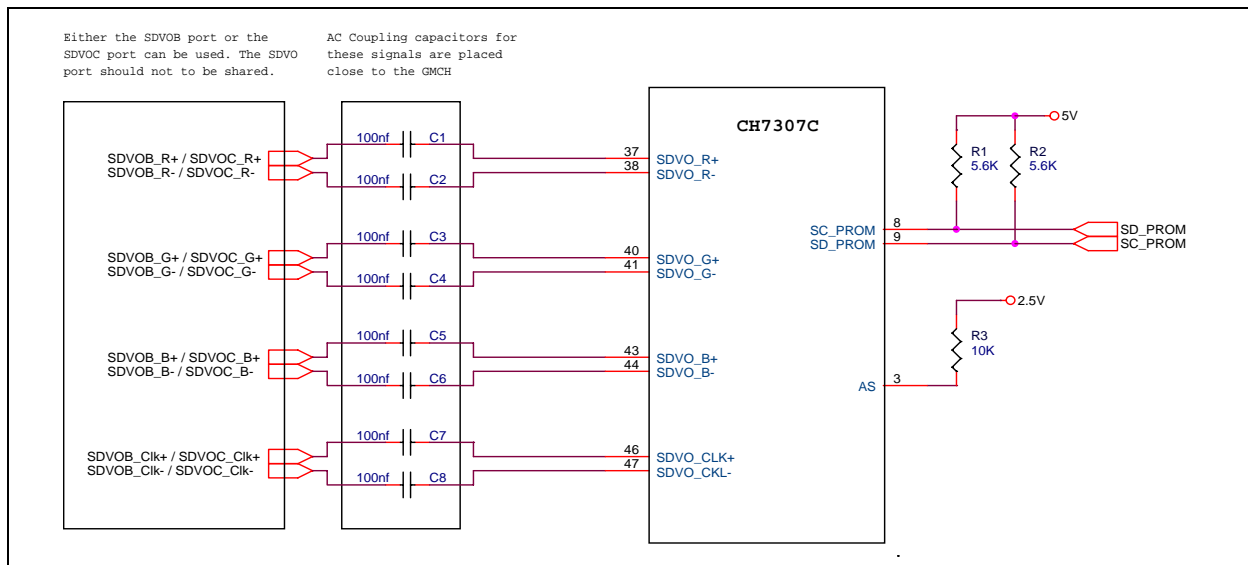 Either the SDVOB port or the
SDVOC port can be used. The SDVO
port should not to be shared.
AC Coupling capacitors for
these signals are placed
close to the GMCH
CH7307C
SDVOB_R+ / SDVOC_R+
SDVOB_R- / SDVOC_R-
100nf C1
100nf C2
37
38
SDVO_R+
SDVO_R-
SDVOB_G+ / SDVOC_G+
SDVOB_G- / SDVOC_G-
100nf C3
100nf C4
40
41
SDVO_G+
SDVO_G-
SDVOB_B+ / SDVOC_B+
SDVOB_B- / SDVOC_B-
100nf C5
100nf C6
43
44
SDVO_B+
SDVO_B-
SDVOB_Clk+ / SDVOC_Clk+
SDVOB_Clk- / SDVOC_Clk-
100nf C7
100nf C8
46
47
SDVO_CLK+
SDVO_CKL-
5V
R1
5.6K
R2
5.6K
SC_PROM
SD_PROM
8
9
SD_PROM
SC_PROM
2.5V
R3
10K
AS
3